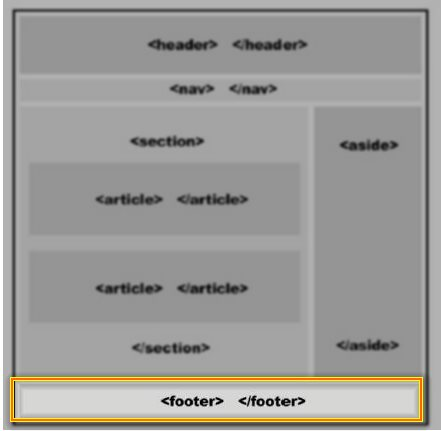 <header> </header>
<nav> </nav>
<section>
<aside>
<article> </article>
<article> </article>
</section>
</aside>
<footer> </footer>